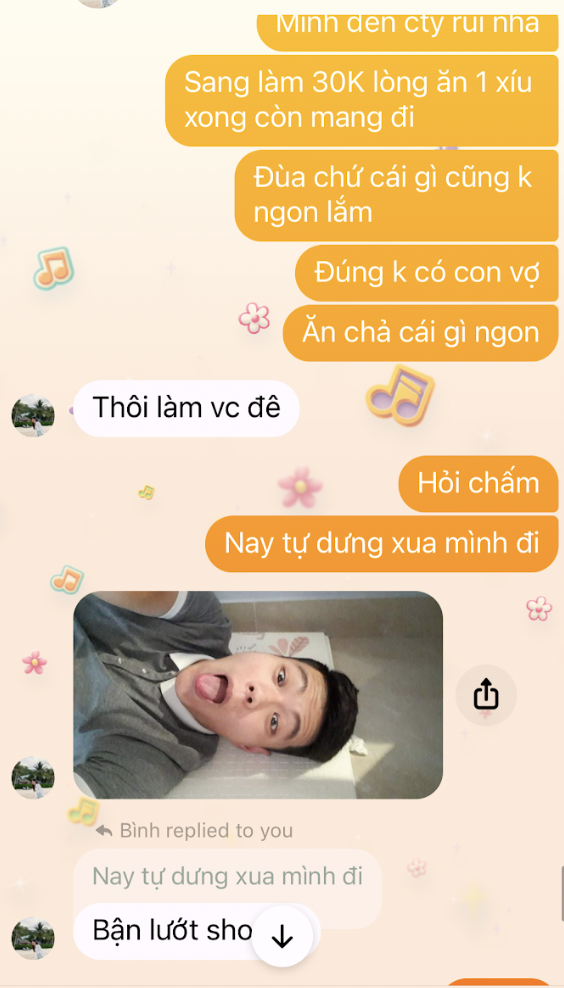 Mình đến cty rùi nha
Sang làm 30K lòng ăn 1 xíu
xong còn mang đi
Đùa chứ cái gì cũng k
ngon lắm
Đúng k có con vợ
Ăn chả cái gì ngon
Thôi làm vc đê
Hỏi chấm
Nay tự dưng xua mình đi
Bình replied to you
Nay tự dưng xua mình đi
Bận lướt sho